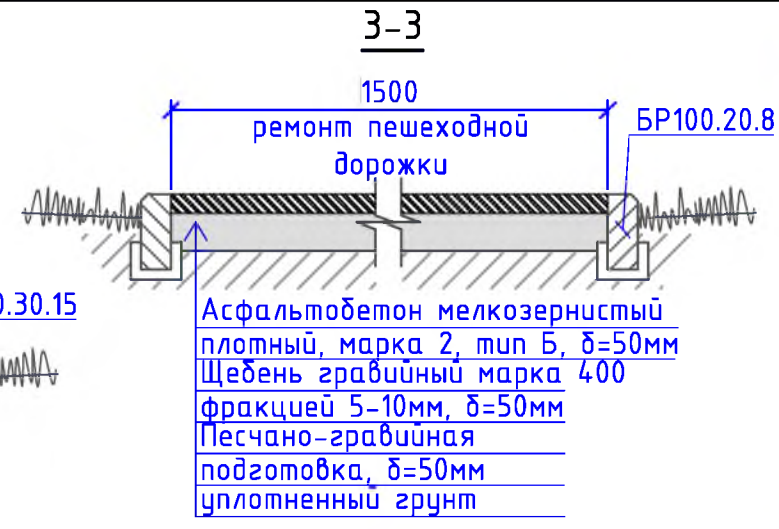 3-3
1500
ремонт пешеходной
дорожки
БР100.20.8
0.30.15
Асфальтобетон мелкозернистый
плотный, марка 2, тип Б, δ=50мм
Щебень гравийный марка 400
фракцией 5-10мм, δ=50мм
Песчано-гравийная
подготовка, δ=50мм
уплотненный грунт